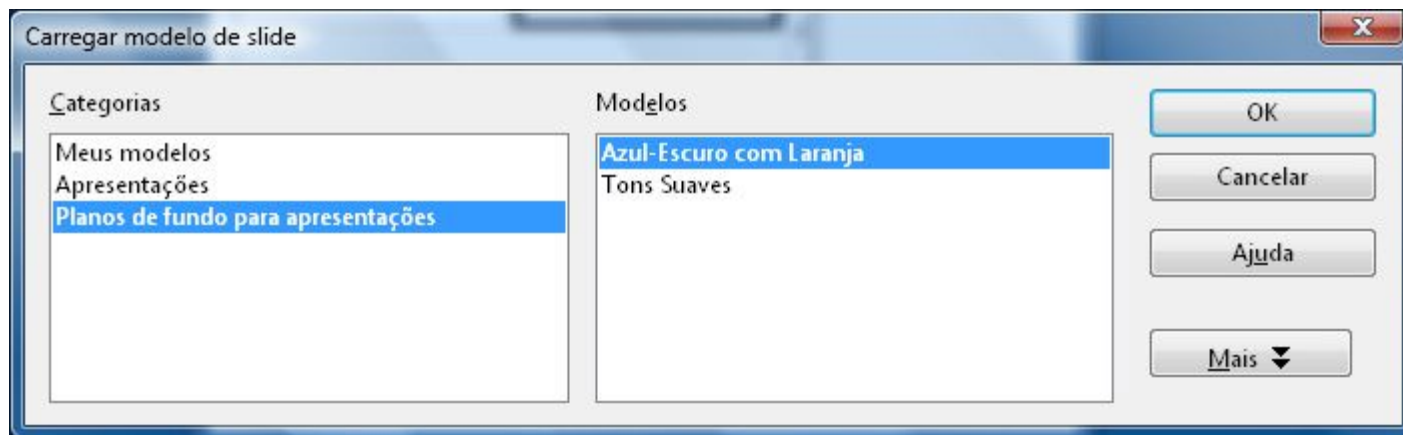 Carregar modelo de slide
Categorias
Meus modelos
Apresentações
Planos de fundo para apresentações
Modelos
Azul-Escuro com Laranja
Tons Suaves
OK
Cancelar
Ajuda
Mais